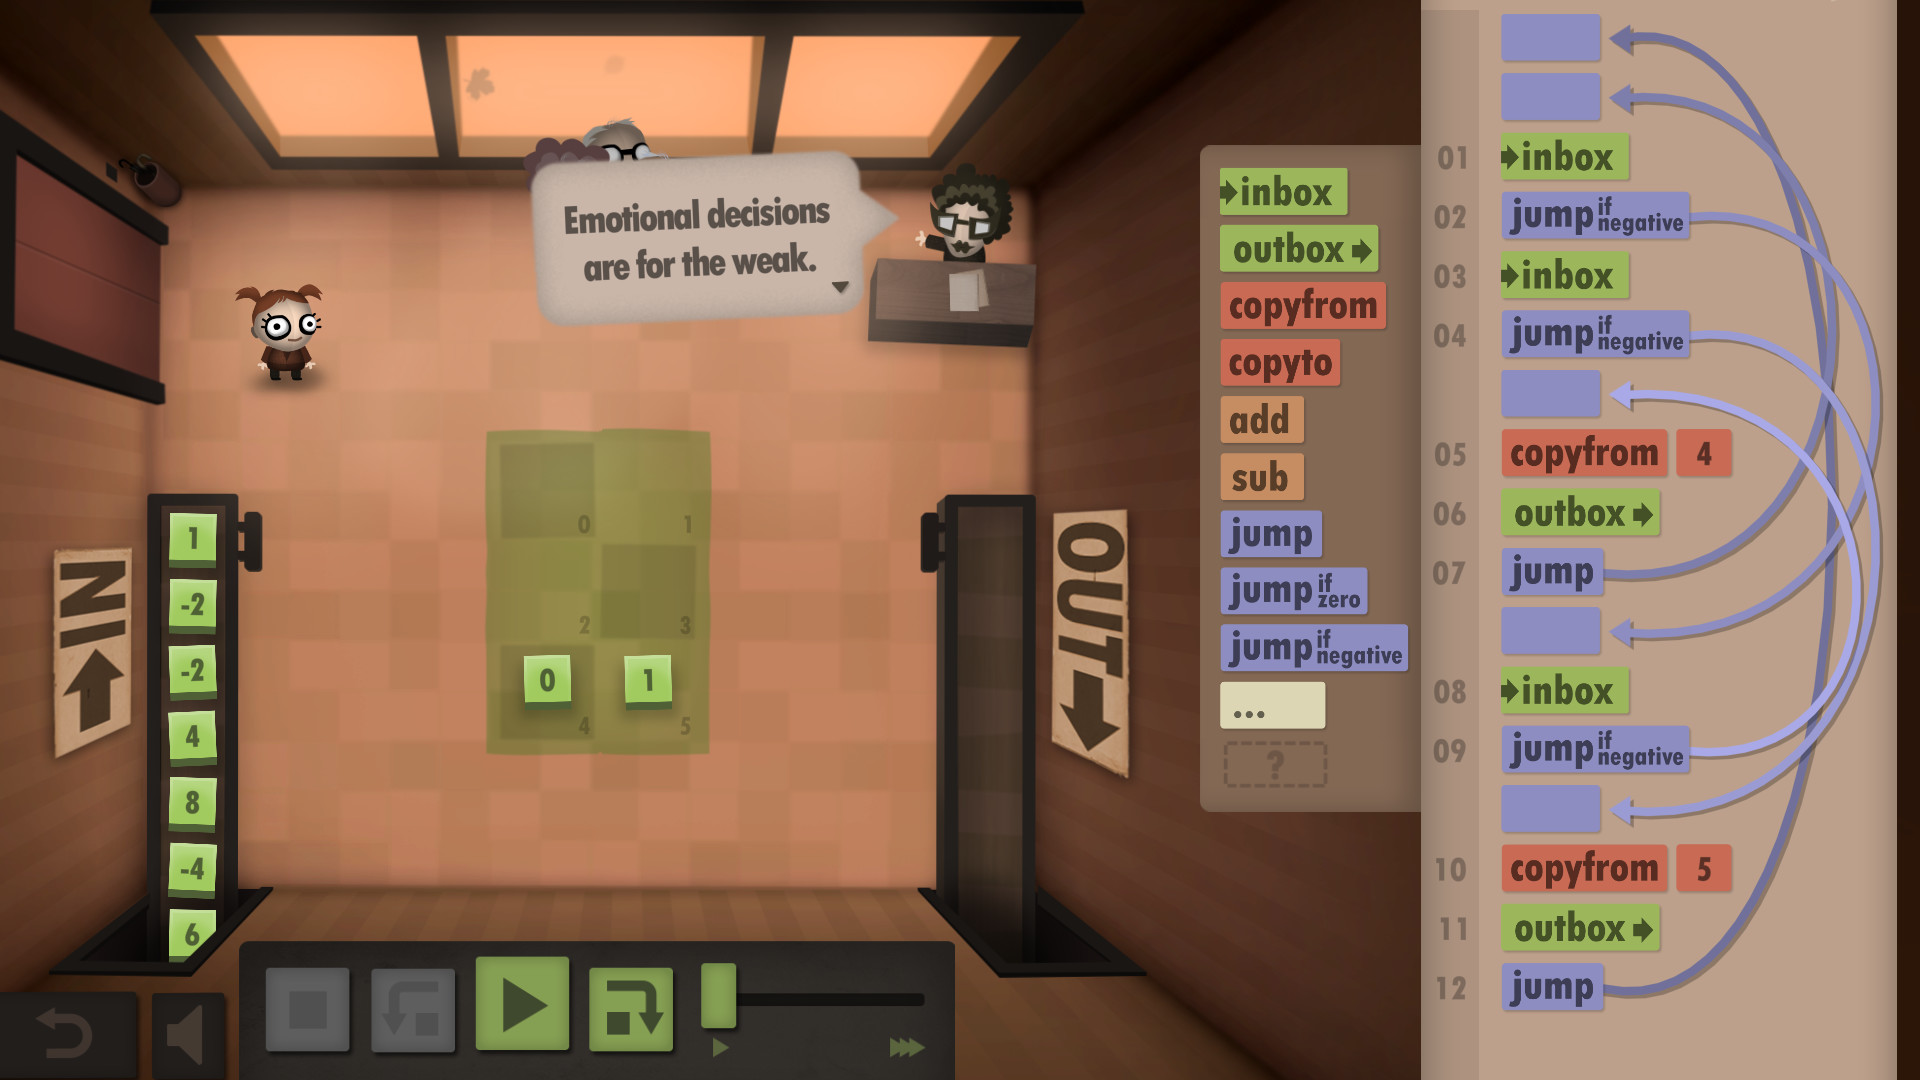 Emotional decisions
are for the weak.
IN
1
-2
-2
4
8
-4
6
0
1
2
3
0
4
1
5
OUT
inbox
outbox
copyfrom
copyto
add
sub
jump
jump if zero
jump if negative
...
?
01 inbox
02 jump if negative
03 inbox
04 jump if negative
05 copyfrom 4
06 outbox
07 jump
08 inbox
09 jump if negative
10 copyfrom 5
11 outbox
12 jump